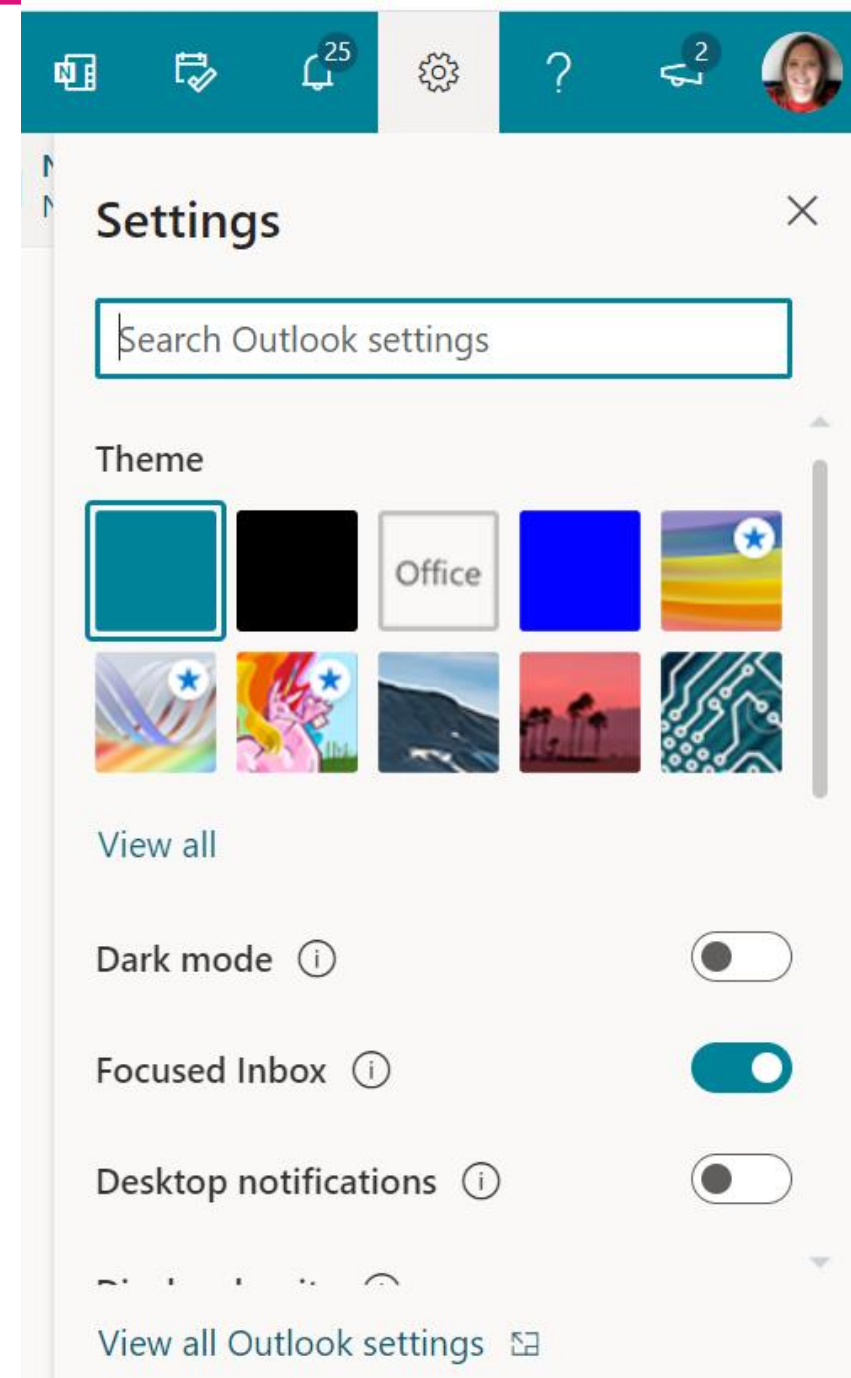 25
2
N
N
Settings
Search Outlook settings
Theme
Office
View all
Dark mode
Focused Inbox
Desktop notifications
View all Outlook settings